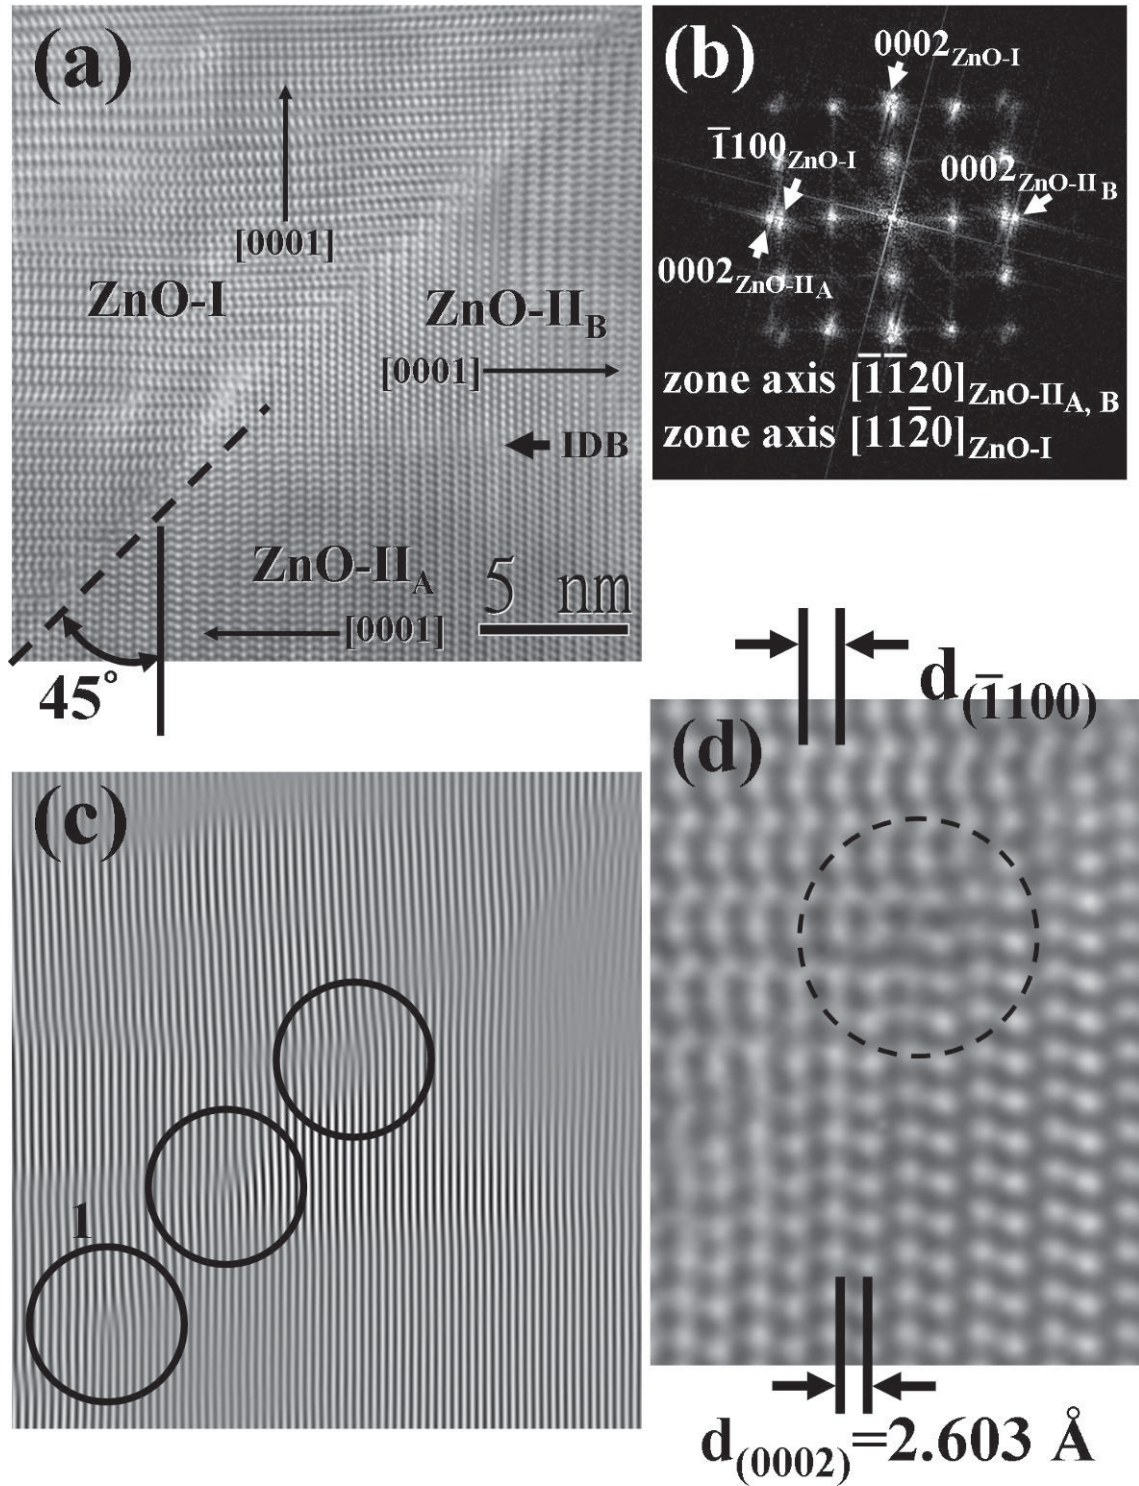 (a)
[0001]
ZnO-I
ZnO-II_B
[0001]
IDB
ZnO-II_A
5 nm
[0001]
45°
(b)
0002_ZnO-I
1̅100_ZnO-I
0002_ZnO-II_B
0002_ZnO-II_A
zone axis [1̅1̅20]_ZnO-II_A, B
zone axis [112̅0]_ZnO-I
(c)
1
d_(1̅100)
(d)
d_(0002)=2.603 Å